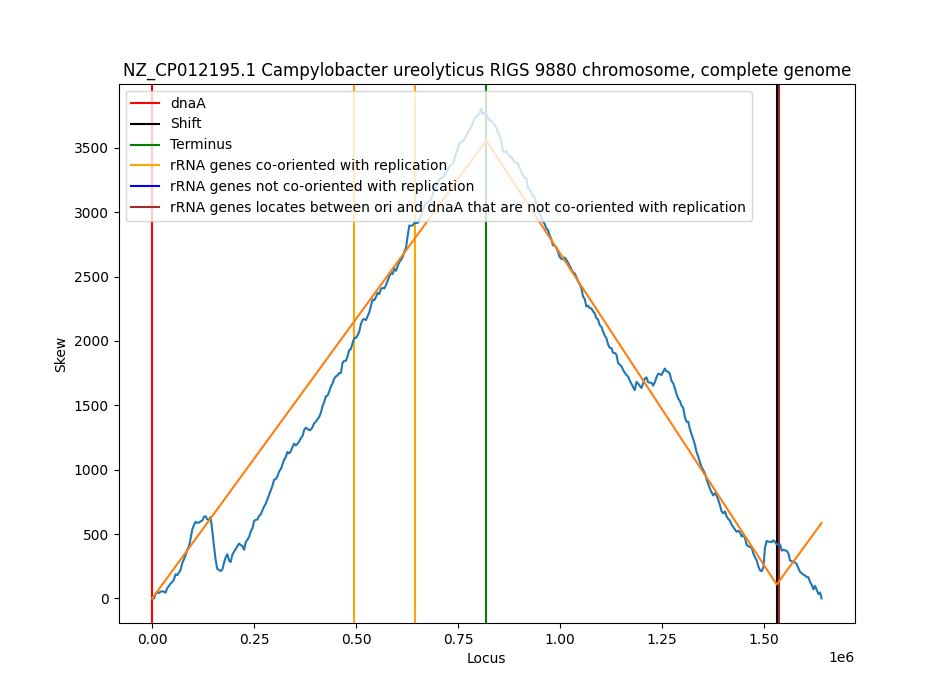 NZ_CP012195.1 Campylobacter ureolyticus RIGS 9880 chromosome, complete genome
dnaA
Shift
Terminus
rRNA genes co-oriented with replication
rRNA genes not co-oriented with replication
rRNA genes locates between ori and dnaA that are not co-oriented with replication
Skew
3500
3000
2500
2000
1500
1000
500
0
0.00 0.25 0.50 0.75 1.00 1.25 1.50
1e6
Locus